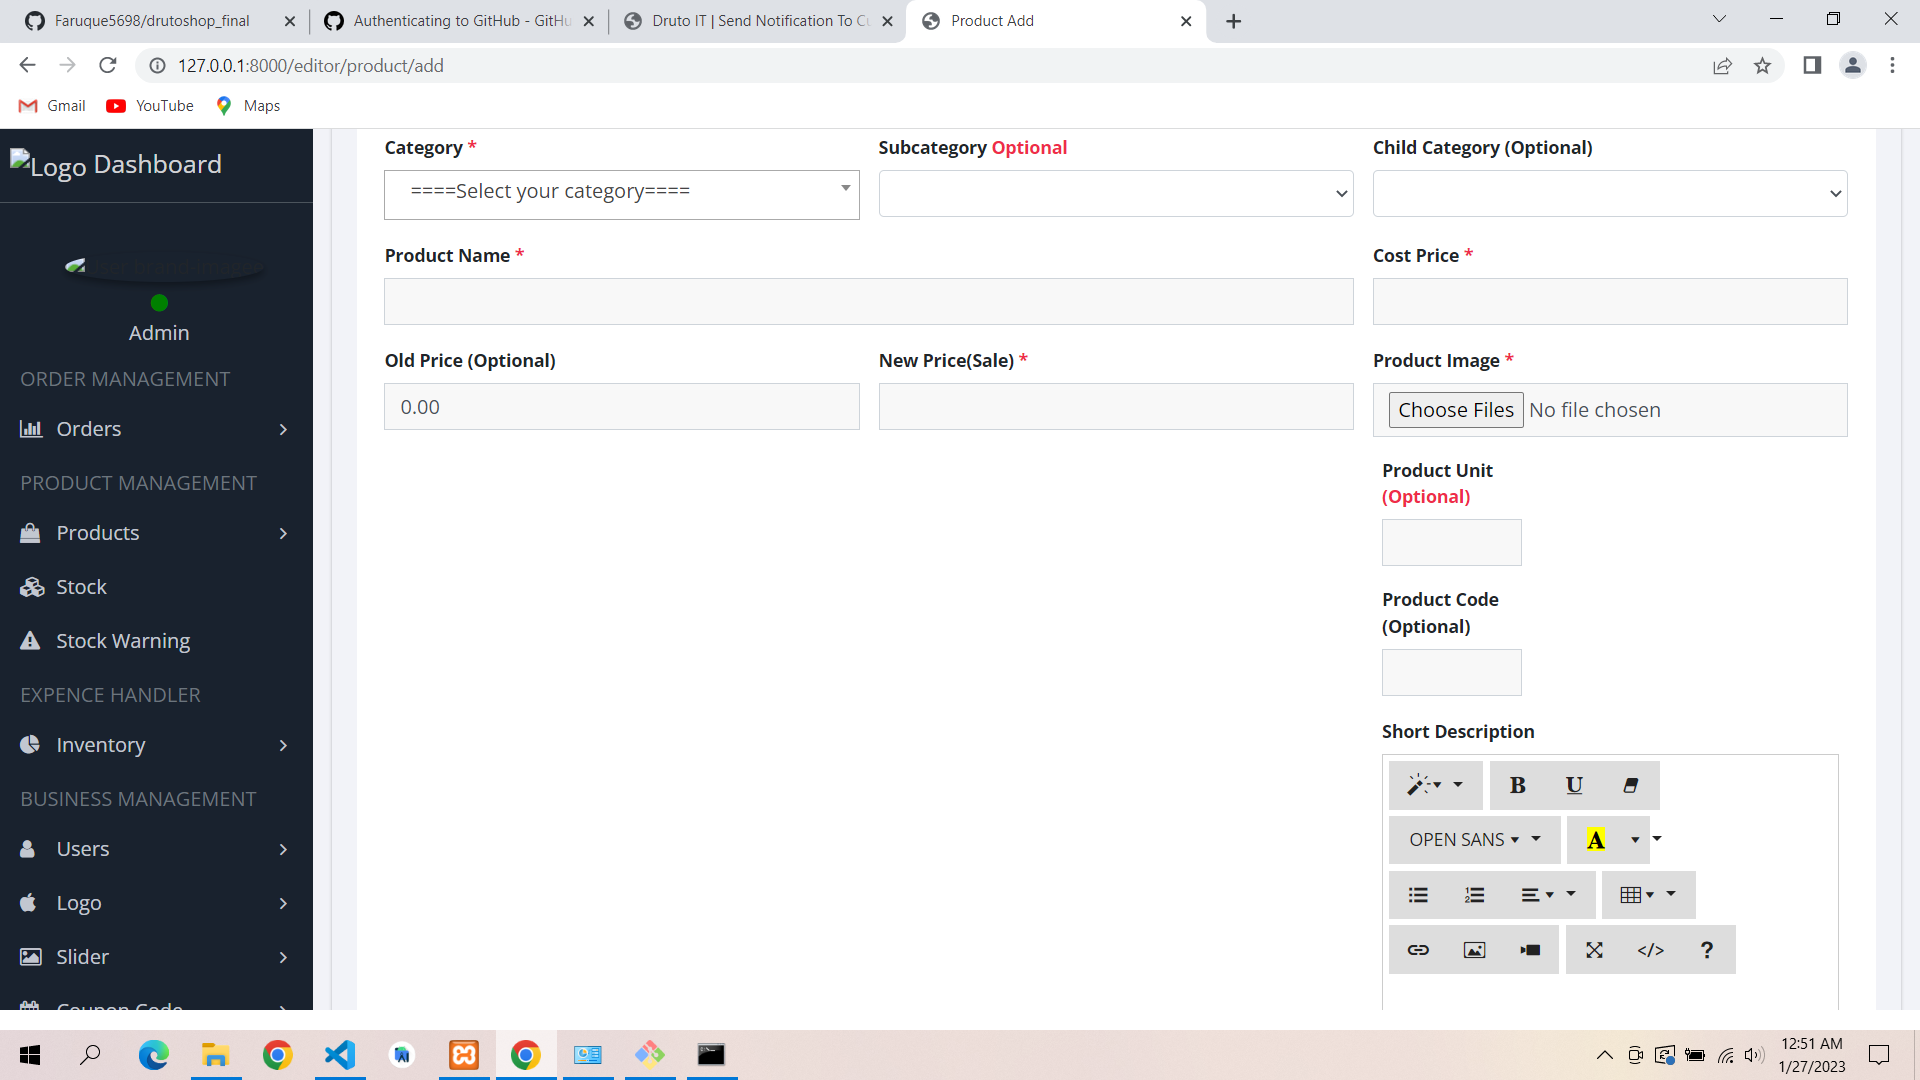 Faruque5698/drutoshop_final
Authenticating to GitHub - GitHu
Druto IT | Send Notification To Cu
Product Add
127.0.0.1:8000/editor/product/add
Gmail
YouTube
Maps
Logo Dashboard
Admin
ORDER MANAGEMENT
Orders
PRODUCT MANAGEMENT
Products
Stock
Stock Warning
EXPENCE HANDLER
Inventory
BUSINESS MANAGEMENT
Users
Logo
Slider
Coupon Code
Category *
Subcategory Optional
Child Category (Optional)
====Select your category====
Product Name *
Cost Price *
Old Price (Optional)
New Price(Sale) *
Product Image *
0.00
Choose Files No file chosen
Product Unit
(Optional)
Product Code
(Optional)
Short Description
B U
OPEN SANS
A
</> ?
12:51 AM
1/27/2023